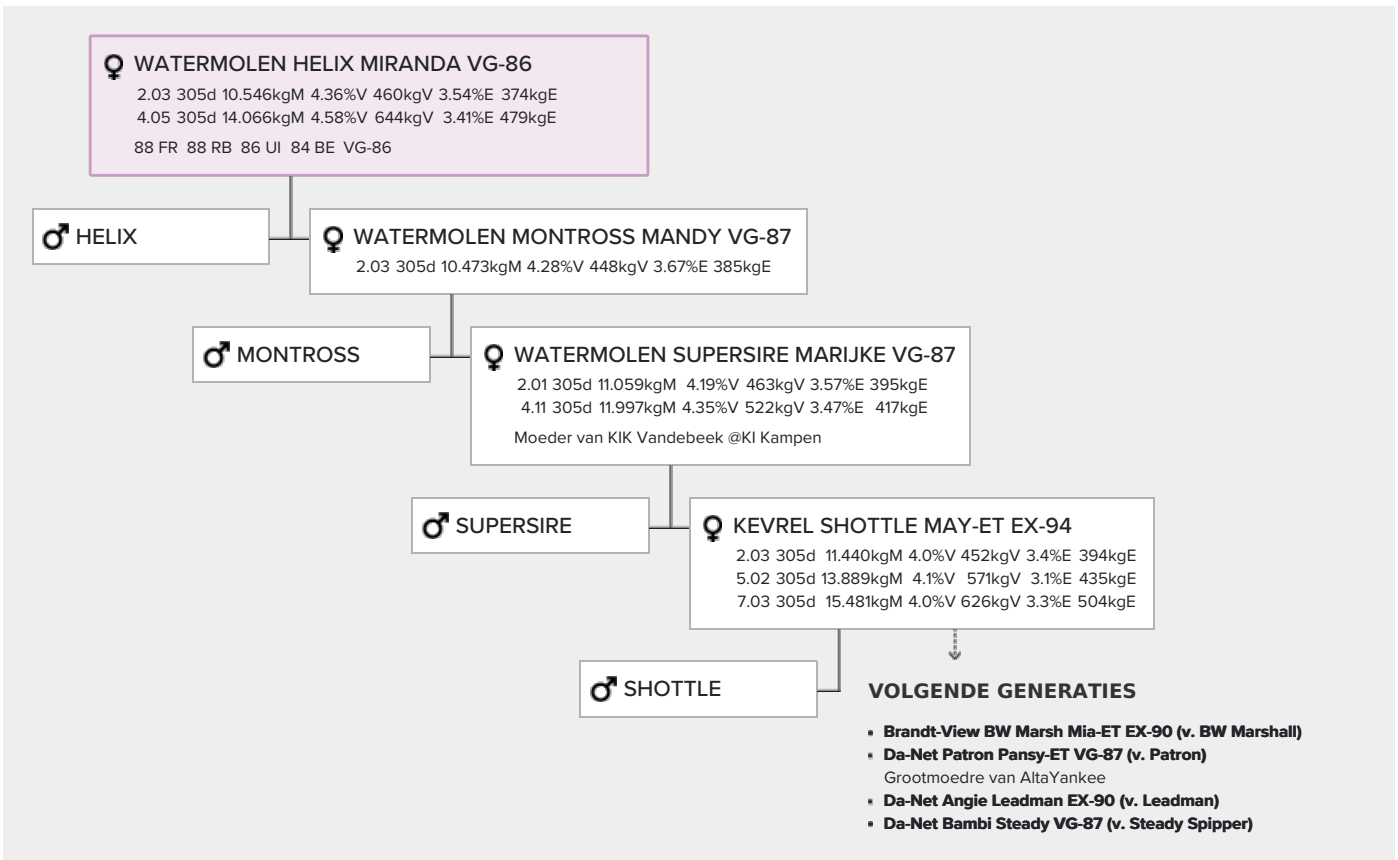 WATERMOLEN HELIX MIRANDA VG-86
2.03 305d 10.546kgM 4.36%V 460kgV 3.54%E 374kgE
4.05 305d 14.066kgM 4.58%V 644kgV 3.41%E 479kgE
88 FR 88 RB 86 UI 84 BE VG-86
HELIX
WATERMOLEN MONTROSS MANDY VG-87
2.03 305d 10.473kgM 4.28%V 448kgV 3.67%E 385kgE
MONTROSS
WATERMOLEN SUPERSIRE MARIJKE VG-87
2.01 305d 11.059kgM 4.19%V 463kgV 3.57%E 395kgE
4.11 305d 11.997kgM 4.35%V 522kgV 3.47%E 417kgE
Moeder van KIK Vandebeek @KI Kampen
SUPERSIRE
KEVREL SHOTTLE MAY-ET EX-94
2.03 305d 11.440kgM 4.0%V 452kgV 3.4%E 394kgE
5.02 305d 13.889kgM 4.1%V 571kgV 3.1%E 435kgE
7.03 305d 15.481kgM 4.0%V 626kgV 3.3%E 504kgE
SHOTTLE
VOLGENDE GENERATIES
• Brandt-View BW Marsh Mia-ET EX-90 (v. BW Marshall)
• Da-Net Patron Pansy-ET VG-87 (v. Patron)
Grootmoedre van AltaYankee
• Da-Net Angie Leadman EX-90 (v. Leadman)
• Da-Net Bambi Steady VG-87 (v. Steady Spipper)